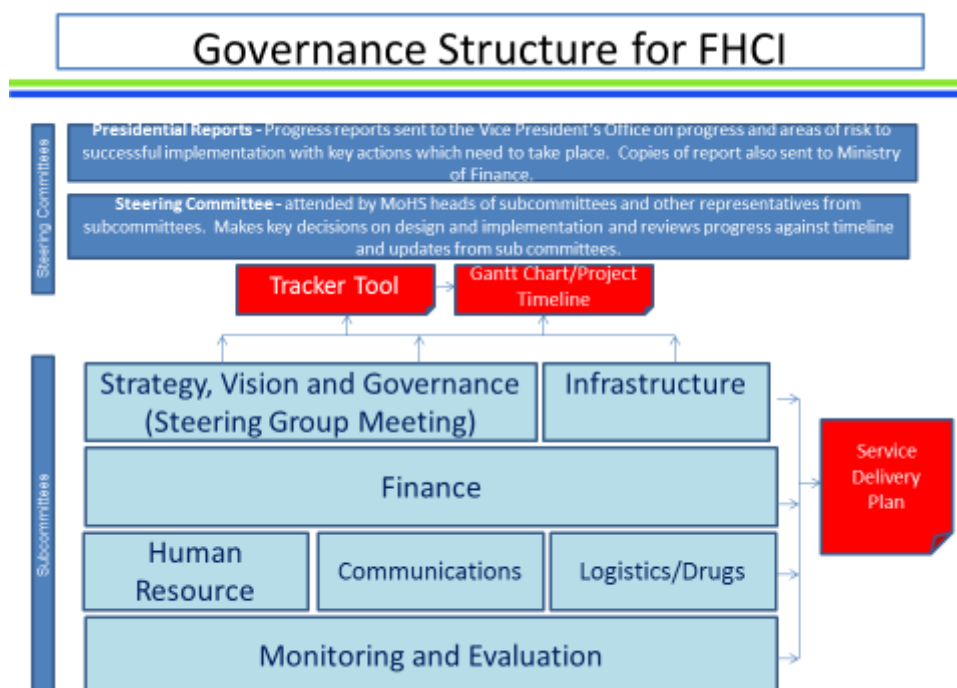 Governance Structure for FHCI
Steering Committees
Presidential Reports - Progress reports sent to the Vice President's Office on progress and areas of risk to
successful implementation with key actions which need to take place. Copies of report also sent to Ministry
of Finance.
Steering Committee - attended by MoHS heads of subcommittees and other representatives from
subcommittees. Makes key decisions on design and implementation and reviews progress against timeline
and updates from sub committees.
Tracker Tool
Gantt Chart/Project
Timeline
Subcommittees
Strategy, Vision and Governance
(Steering Group Meeting)
Infrastructure
Finance
Human
Resource
Communications
Logistics/Drugs
Monitoring and Evaluation
Service
Delivery
Plan